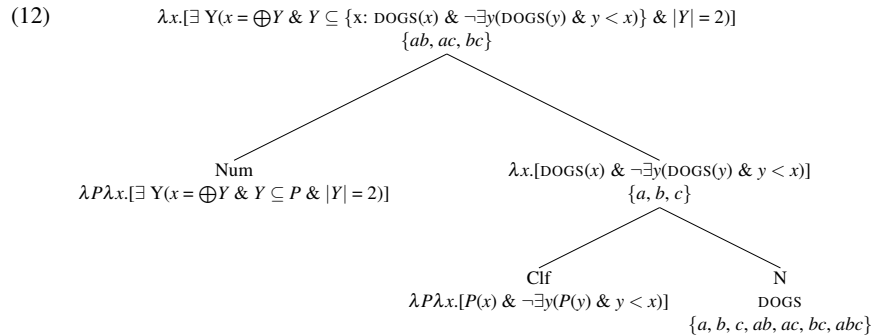 (12) λx.[∃ Y(x = ⨁Y & Y ⊆ {x: DOGS(x) & ¬∃y(DOGS(y) & y < x)} & |Y| = 2)]
{ab, ac, bc}
Num
λPλx.[∃ Y(x = ⨁Y & Y ⊆ P & |Y| = 2)]
λx.[DOGS(x) & ¬∃y(DOGS(y) & y < x)]
{a, b, c}
Clf
λPλx.[P(x) & ¬∃y(P(y) & y < x)]
N
DOGS
{a, b, c, ab, ac, bc, abc}